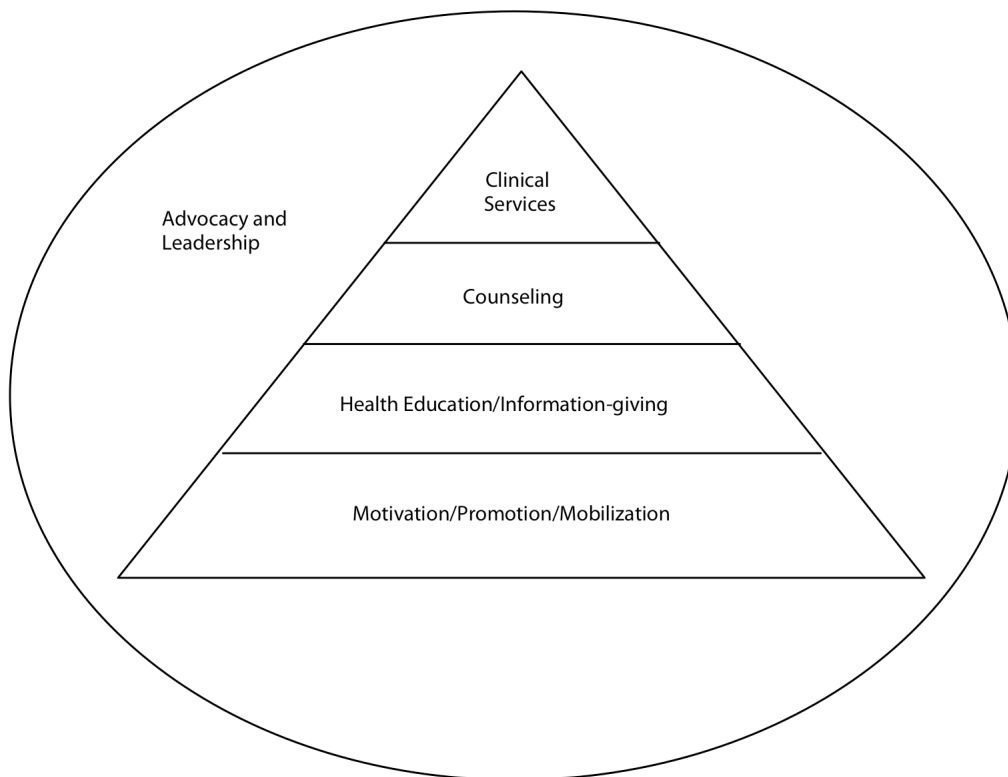 Clinical
Services
Advocacy and
Leadership
Counseling
Health Education/Information-giving
Motivation/Promotion/Mobilization